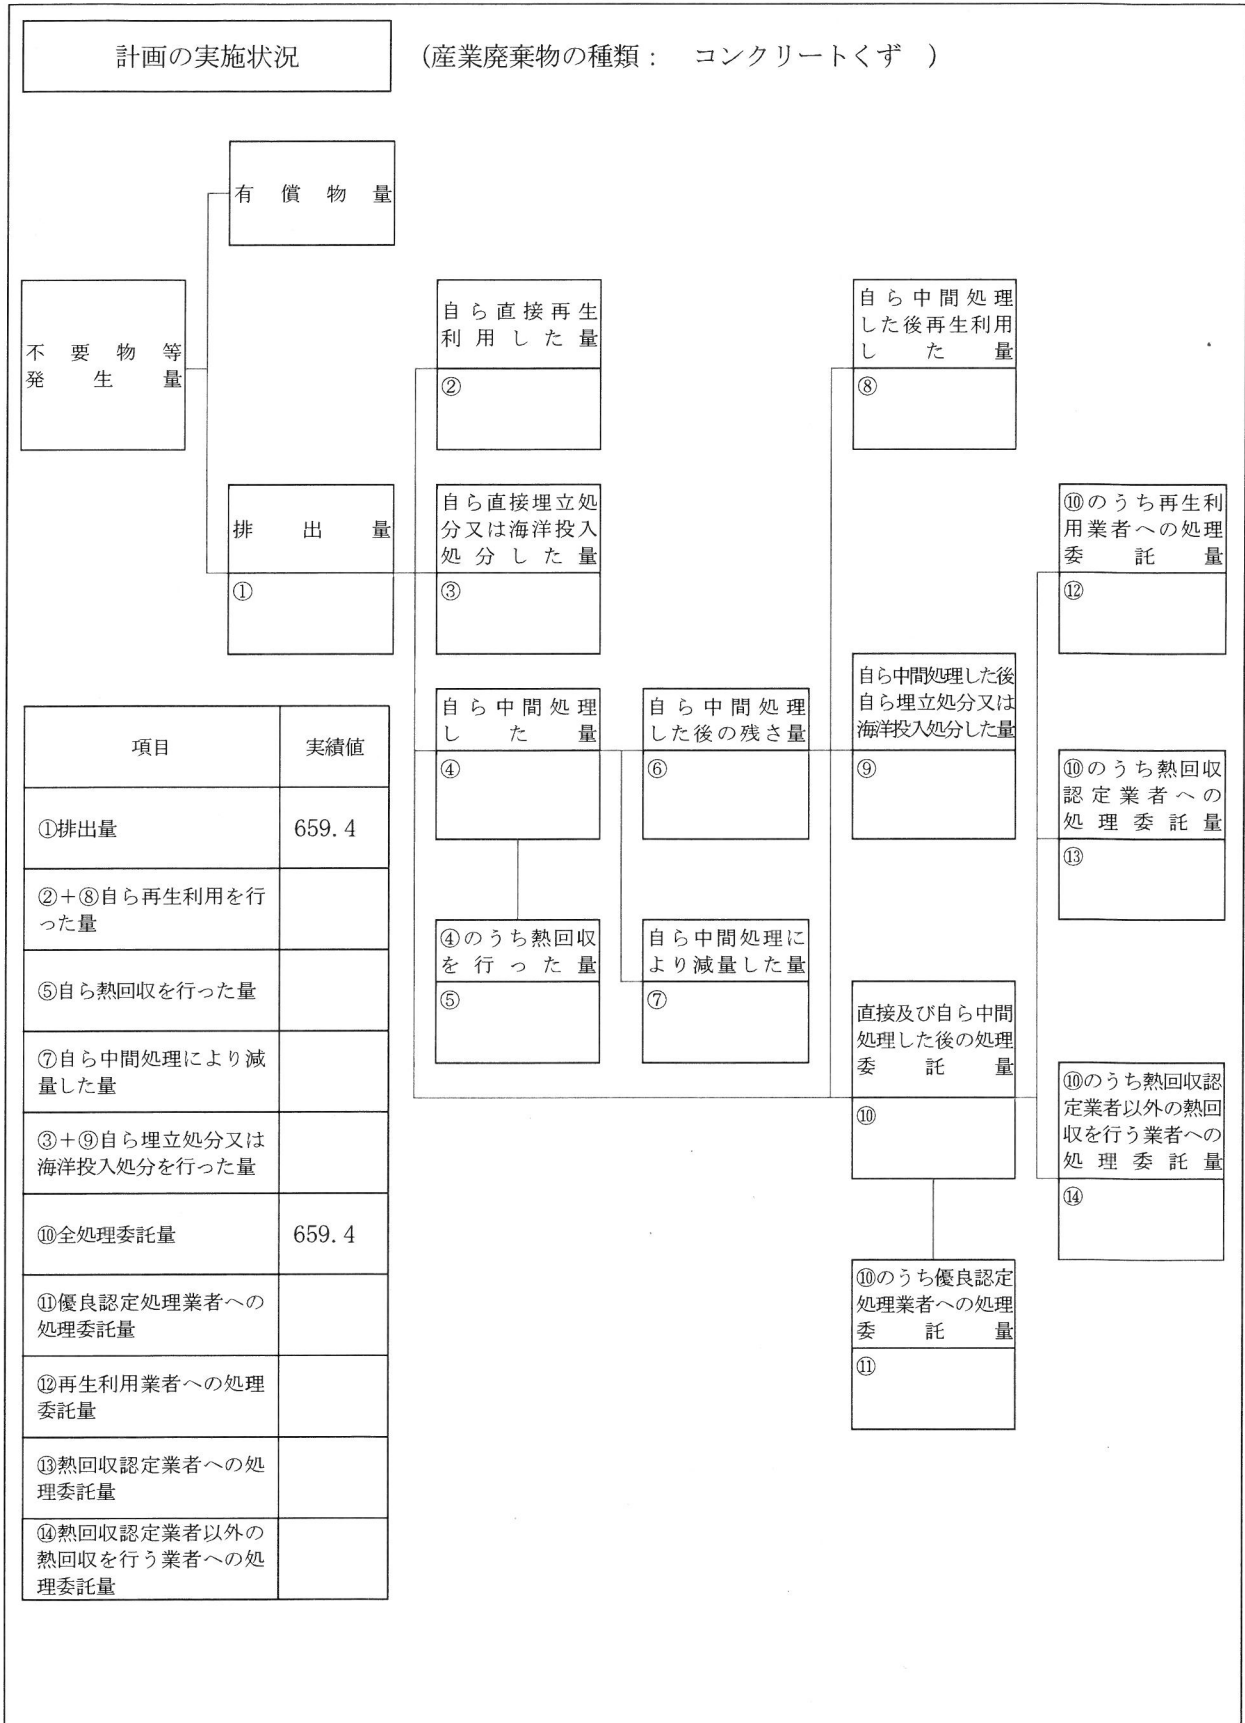 計画の実施状況
(産業廃棄物の種類: コンクリートくず )
有償物量
不要物等
発生量
排出量
①
自ら直接再生
利用した量
②
自ら直接埋立処
分又は海洋投入
処分した量
③
自ら中間処理
した量
④
④のうち熱回収
を行った量
⑤
自ら中間処理
した後の残さ量
⑥
自ら中間処理に
より減量した量
⑦
自ら中間処理
した後再生利用
した量
⑧
自ら中間処理した後
自ら埋立処分又は
海洋投入処分した量
⑨
直接及び自ら中間
処理した後の処理
委託量
⑩
⑩のうち優良認定
処理業者への処理
委託量
⑪
⑩のうち再生利
用業者への処理
委託量
⑫
⑩のうち熱回収
認定業者への
処理委託量
⑬
⑩のうち熱回収認
定業者以外の熱回
収を行う業者への
処理委託量
⑭
項目 実績値
①排出量 659.4
②+⑧自ら再生利用を行
った量
⑤自ら熱回収を行った量
⑦自ら中間処理により減
量した量
③+⑨自ら埋立処分又は
海洋投入処分を行った量
⑩全処理委託量 659.4
⑪優良認定処理業者への
処理委託量
⑫再生利用業者への処理
委託量
⑬熱回収認定業者への処
理委託量
⑭熱回収認定業者以外の
熱回収を行う業者への処
理委託量